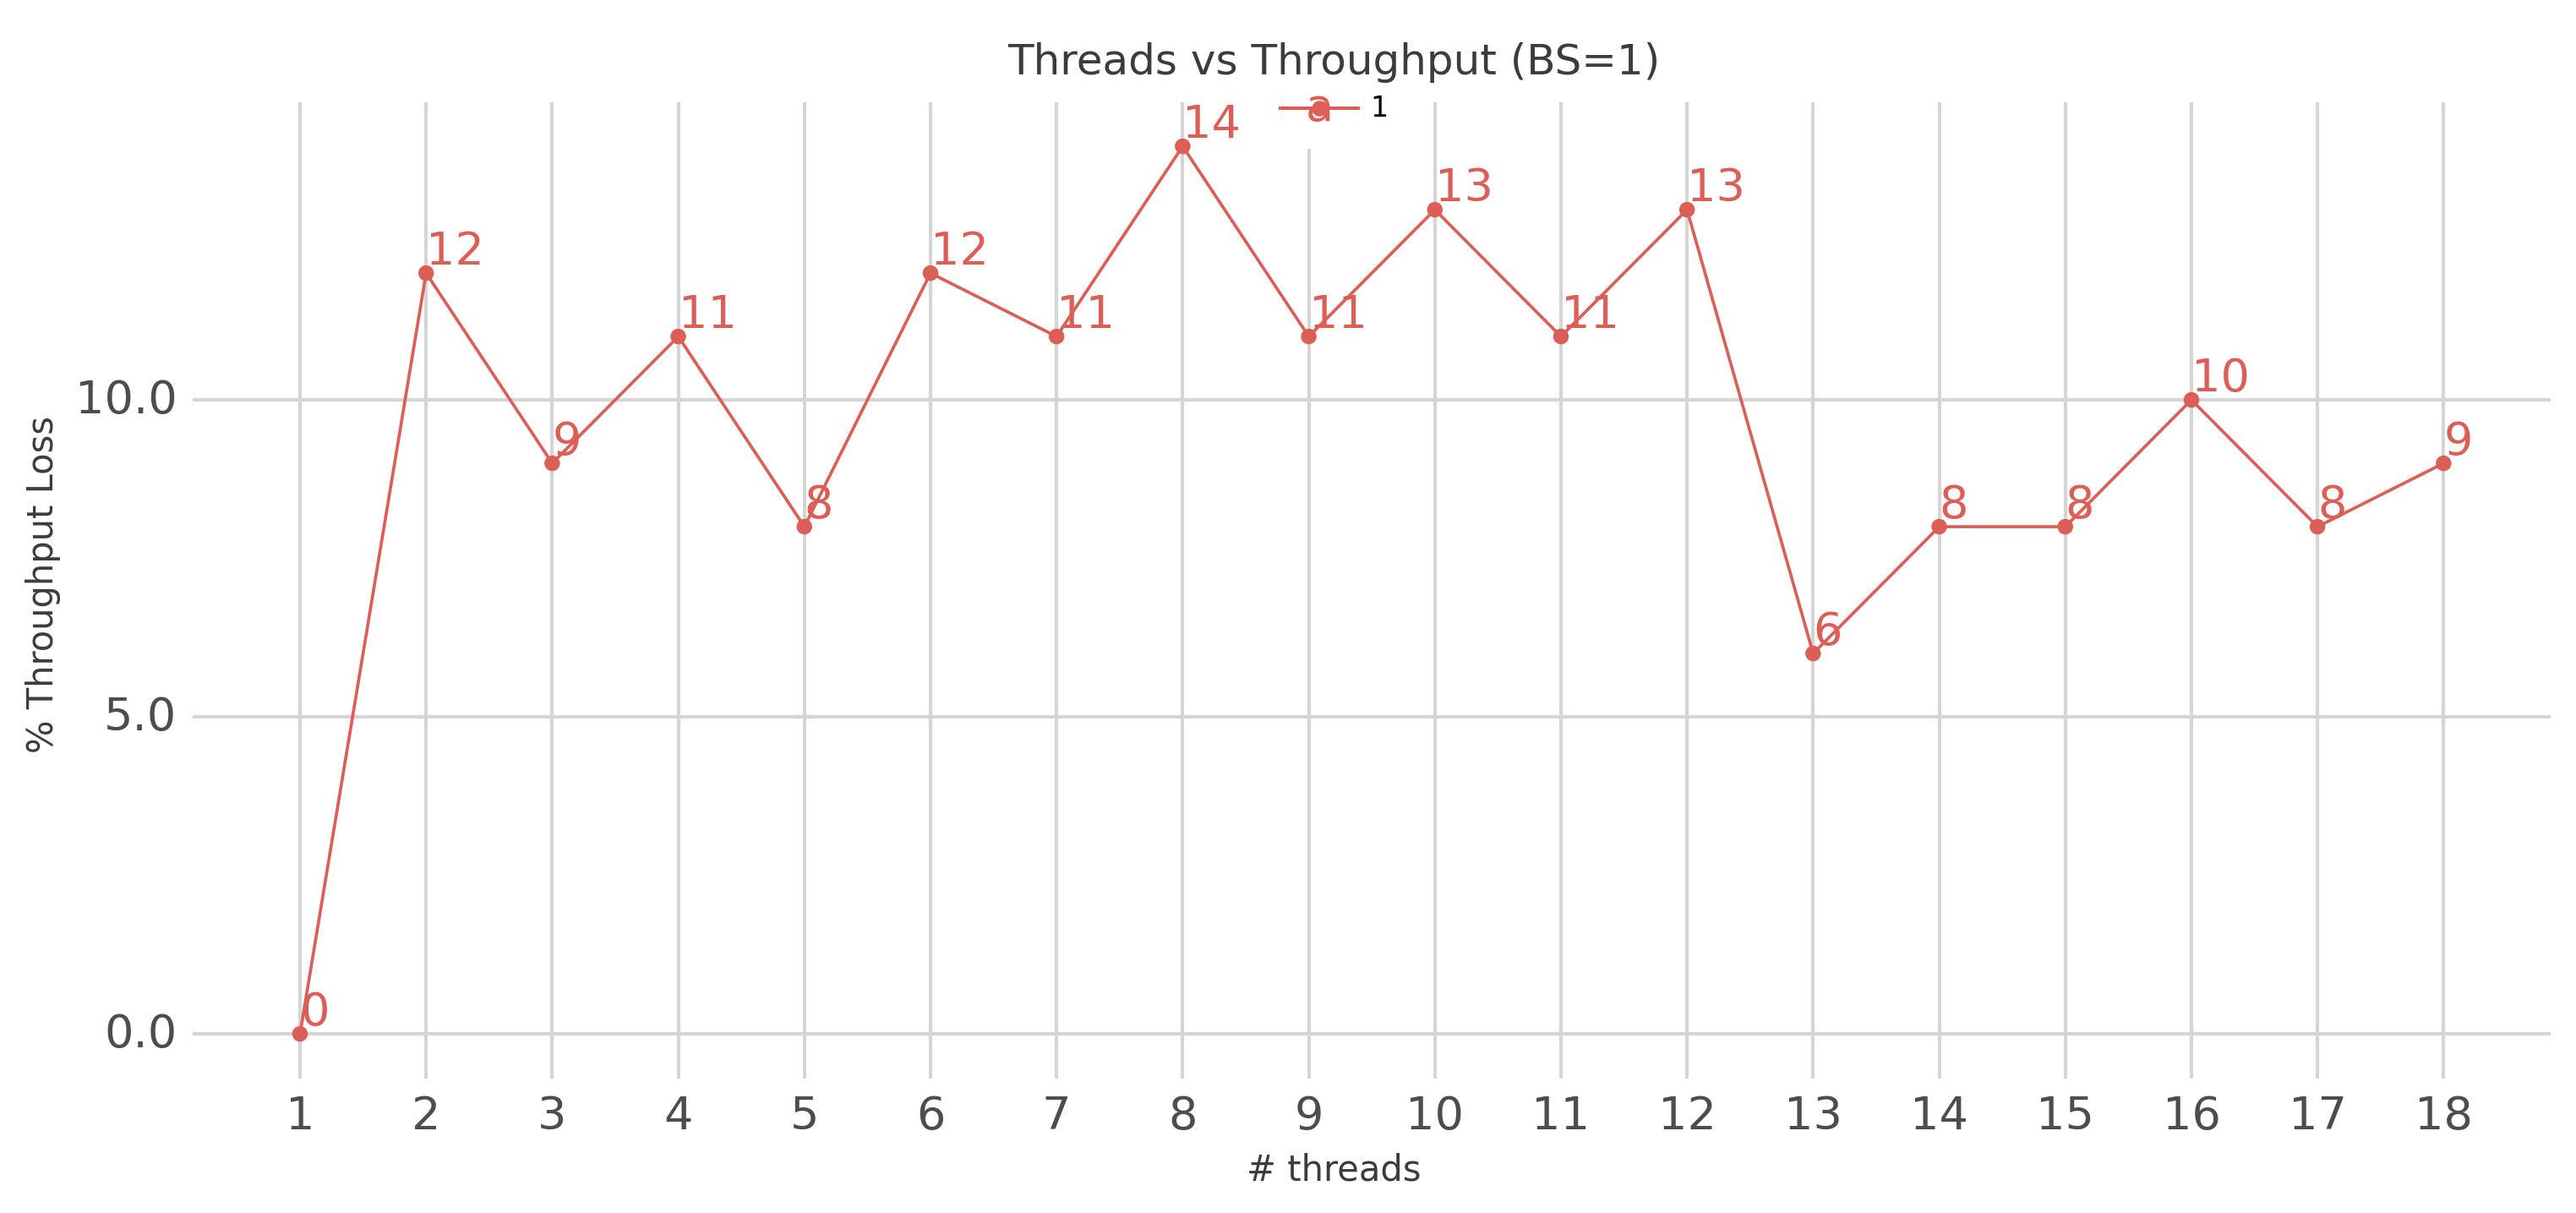 Threads vs Throughput (BS=1)
a 1
14
13 13
12 12
11 11 11 11
10.0
10
9 9
8 8 8 8
6
5.0
0
0.0
% Throughput Loss
1 2 3 4 5 6 7 8 9 10 11 12 13 14 15 16 17 18
# threads